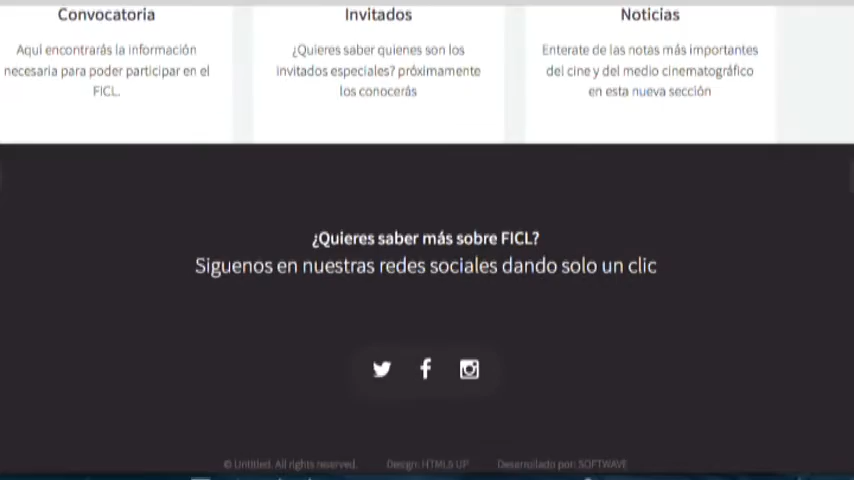 Convocatoria
Aqui encontrarás la información
necesaria para poder participar en el
FICL.
Invitados
¿Quieres saber quienes son los
invitados especiales? próximamente
los conocerás
Noticias
Enterate de las notas más importantes
del cine y del medio cinematográfico
en esta nueva sección
¿Quieres saber más sobre FICL?
Siguenos en nuestras redes sociales dando solo un clic
© Untitled. All rights reserved.
Design: HTML5 UP
Desarrollado por: SOFTWAVE